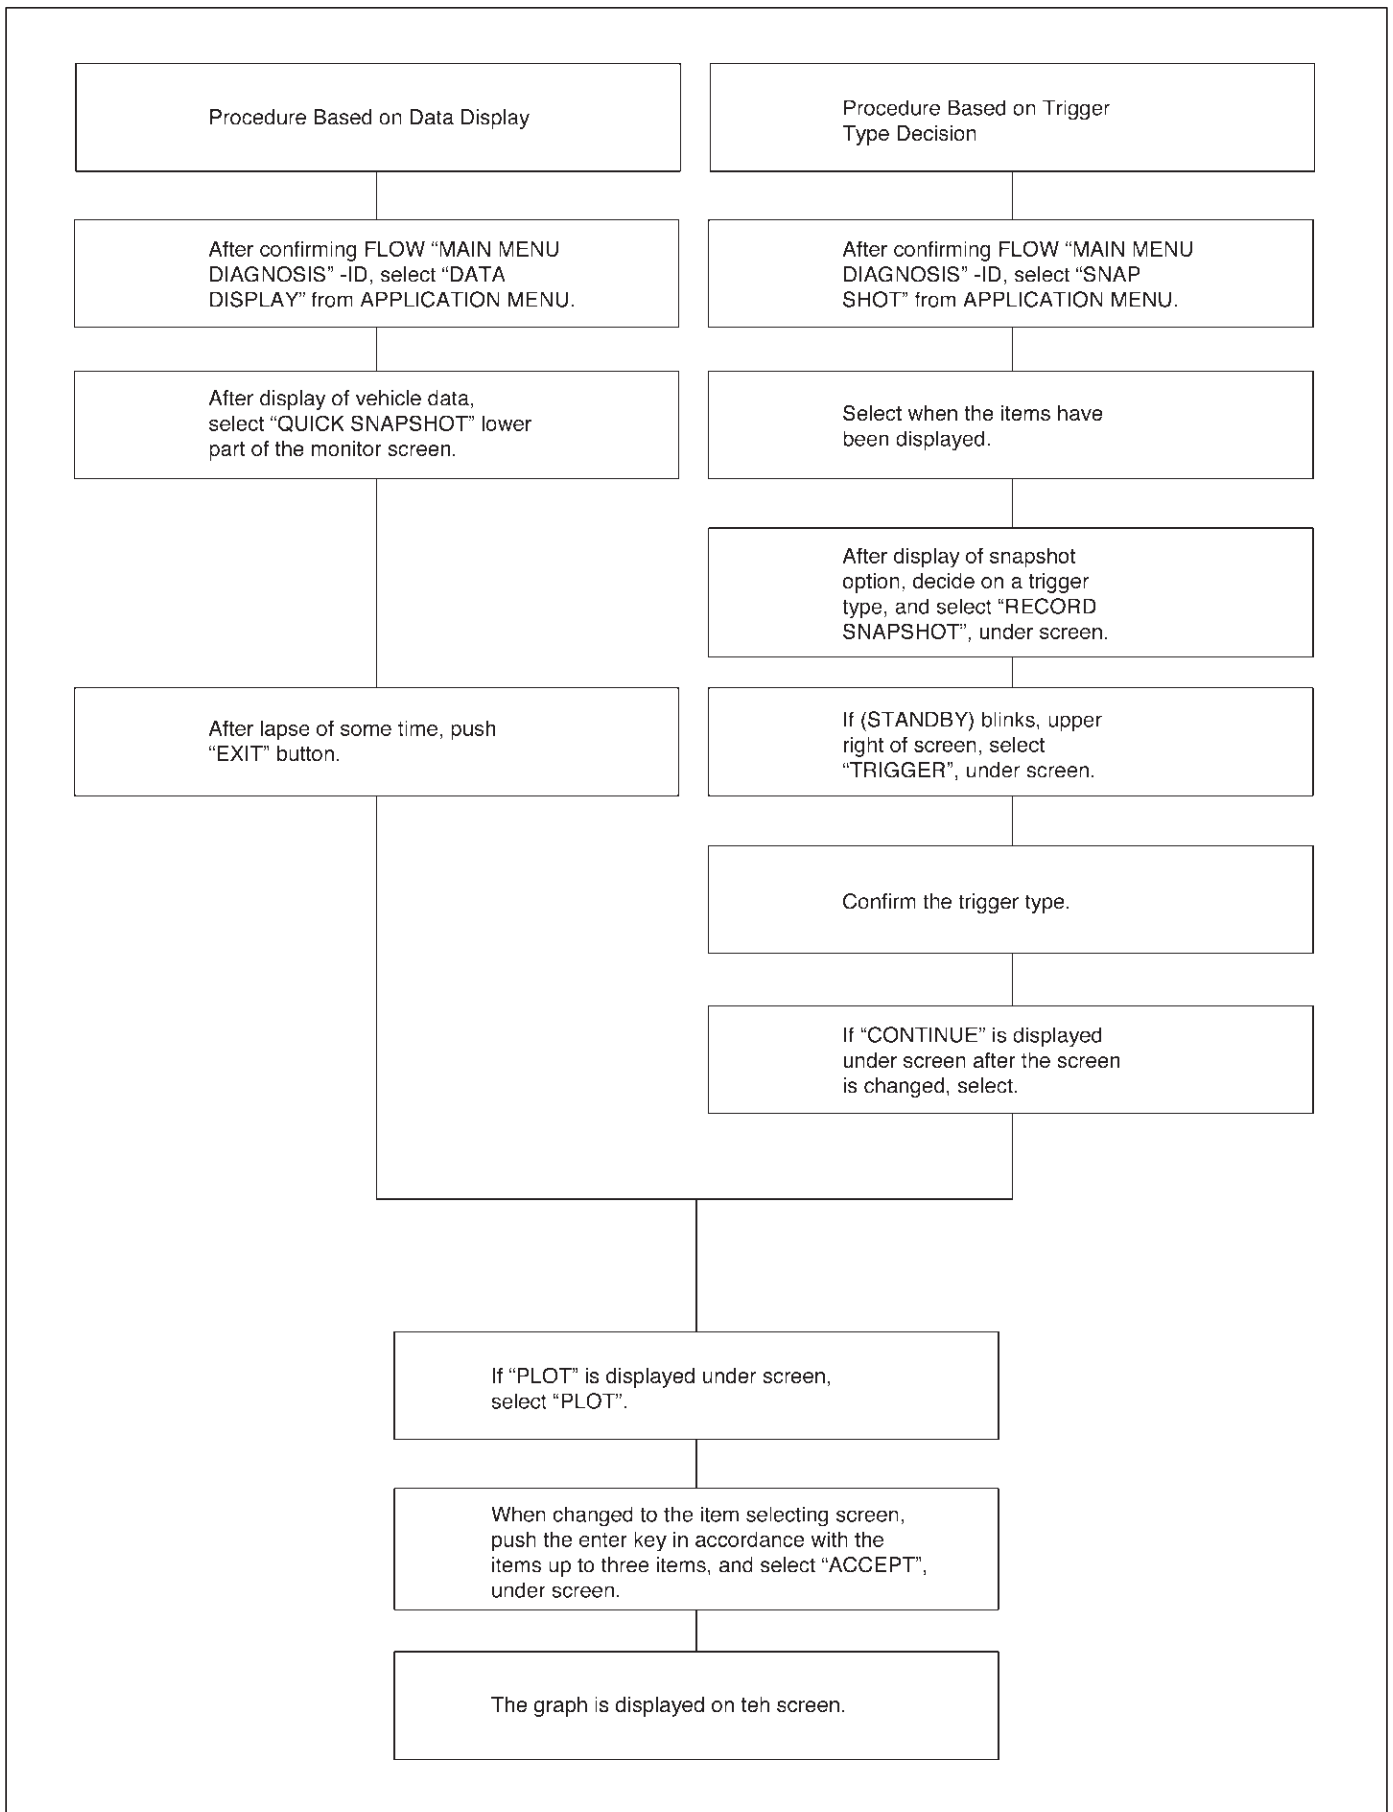 Procedure Based on Data Display
Procedure Based on Trigger
Type Decision
After confirming FLOW “MAIN MENU
DIAGNOSIS” -ID, select “DATA
DISPLAY” from APPLICATION MENU.
After confirming FLOW “MAIN MENU
DIAGNOSIS” -ID, select “SNAP
SHOT” from APPLICATION MENU.
After display of vehicle data,
select “QUICK SNAPSHOT” lower
part of the monitor screen.
Select when the items have
been displayed.
After display of snapshot
option, decide on a trigger
type, and select “RECORD
SNAPSHOT”, under screen.
After lapse of some time, push
“EXIT” button.
If (STANDBY) blinks, upper
right of screen, select
“TRIGGER”, under screen.
Confirm the trigger type.
If “CONTINUE” is displayed
under screen after the screen
is changed, select.
If “PLOT” is displayed under screen,
select “PLOT”.
When changed to the item selecting screen,
push the enter key in accordance with the
items up to three items, and select “ACCEPT”,
under screen.
The graph is displayed on teh screen.